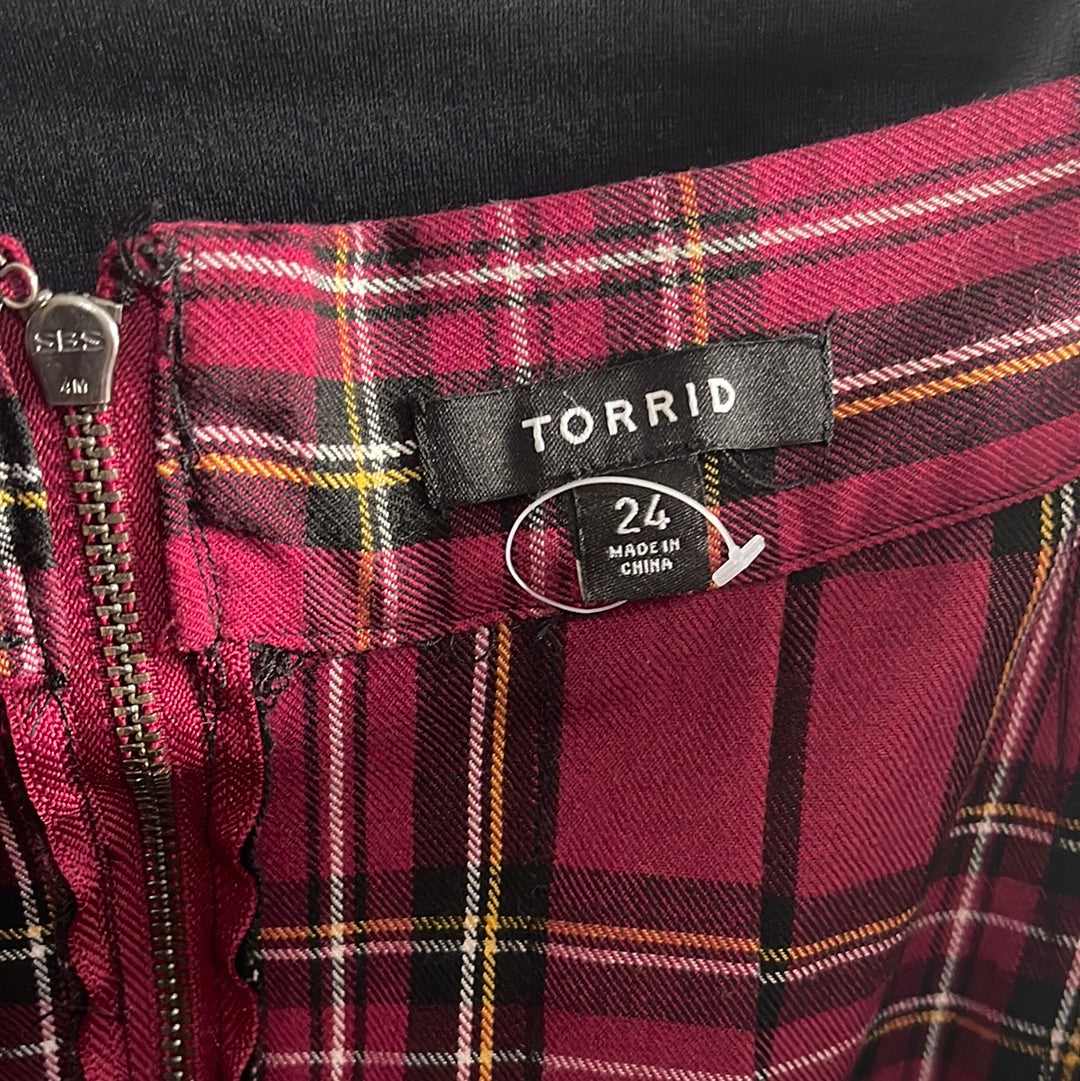 SBS
4M
TORRID
24
MADE IN
CHINA